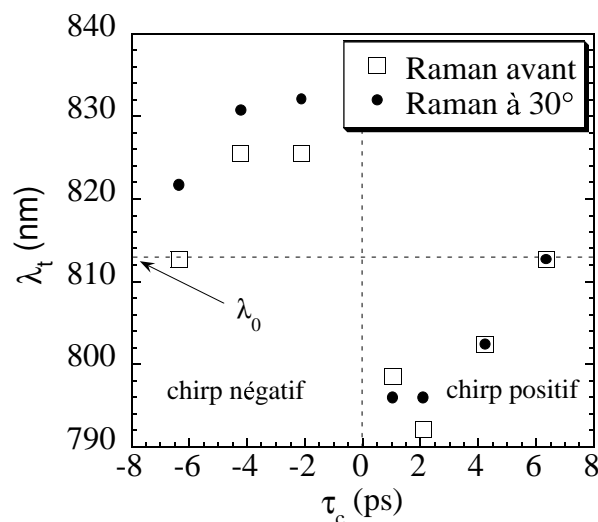 840
830
820
810
800
790
λt (nm)
□ Raman avant
● Raman à 30°
λ0
chirp négatif
chirp positif
-8 -6 -4 -2 0 2 4 6 8
τc (ps)